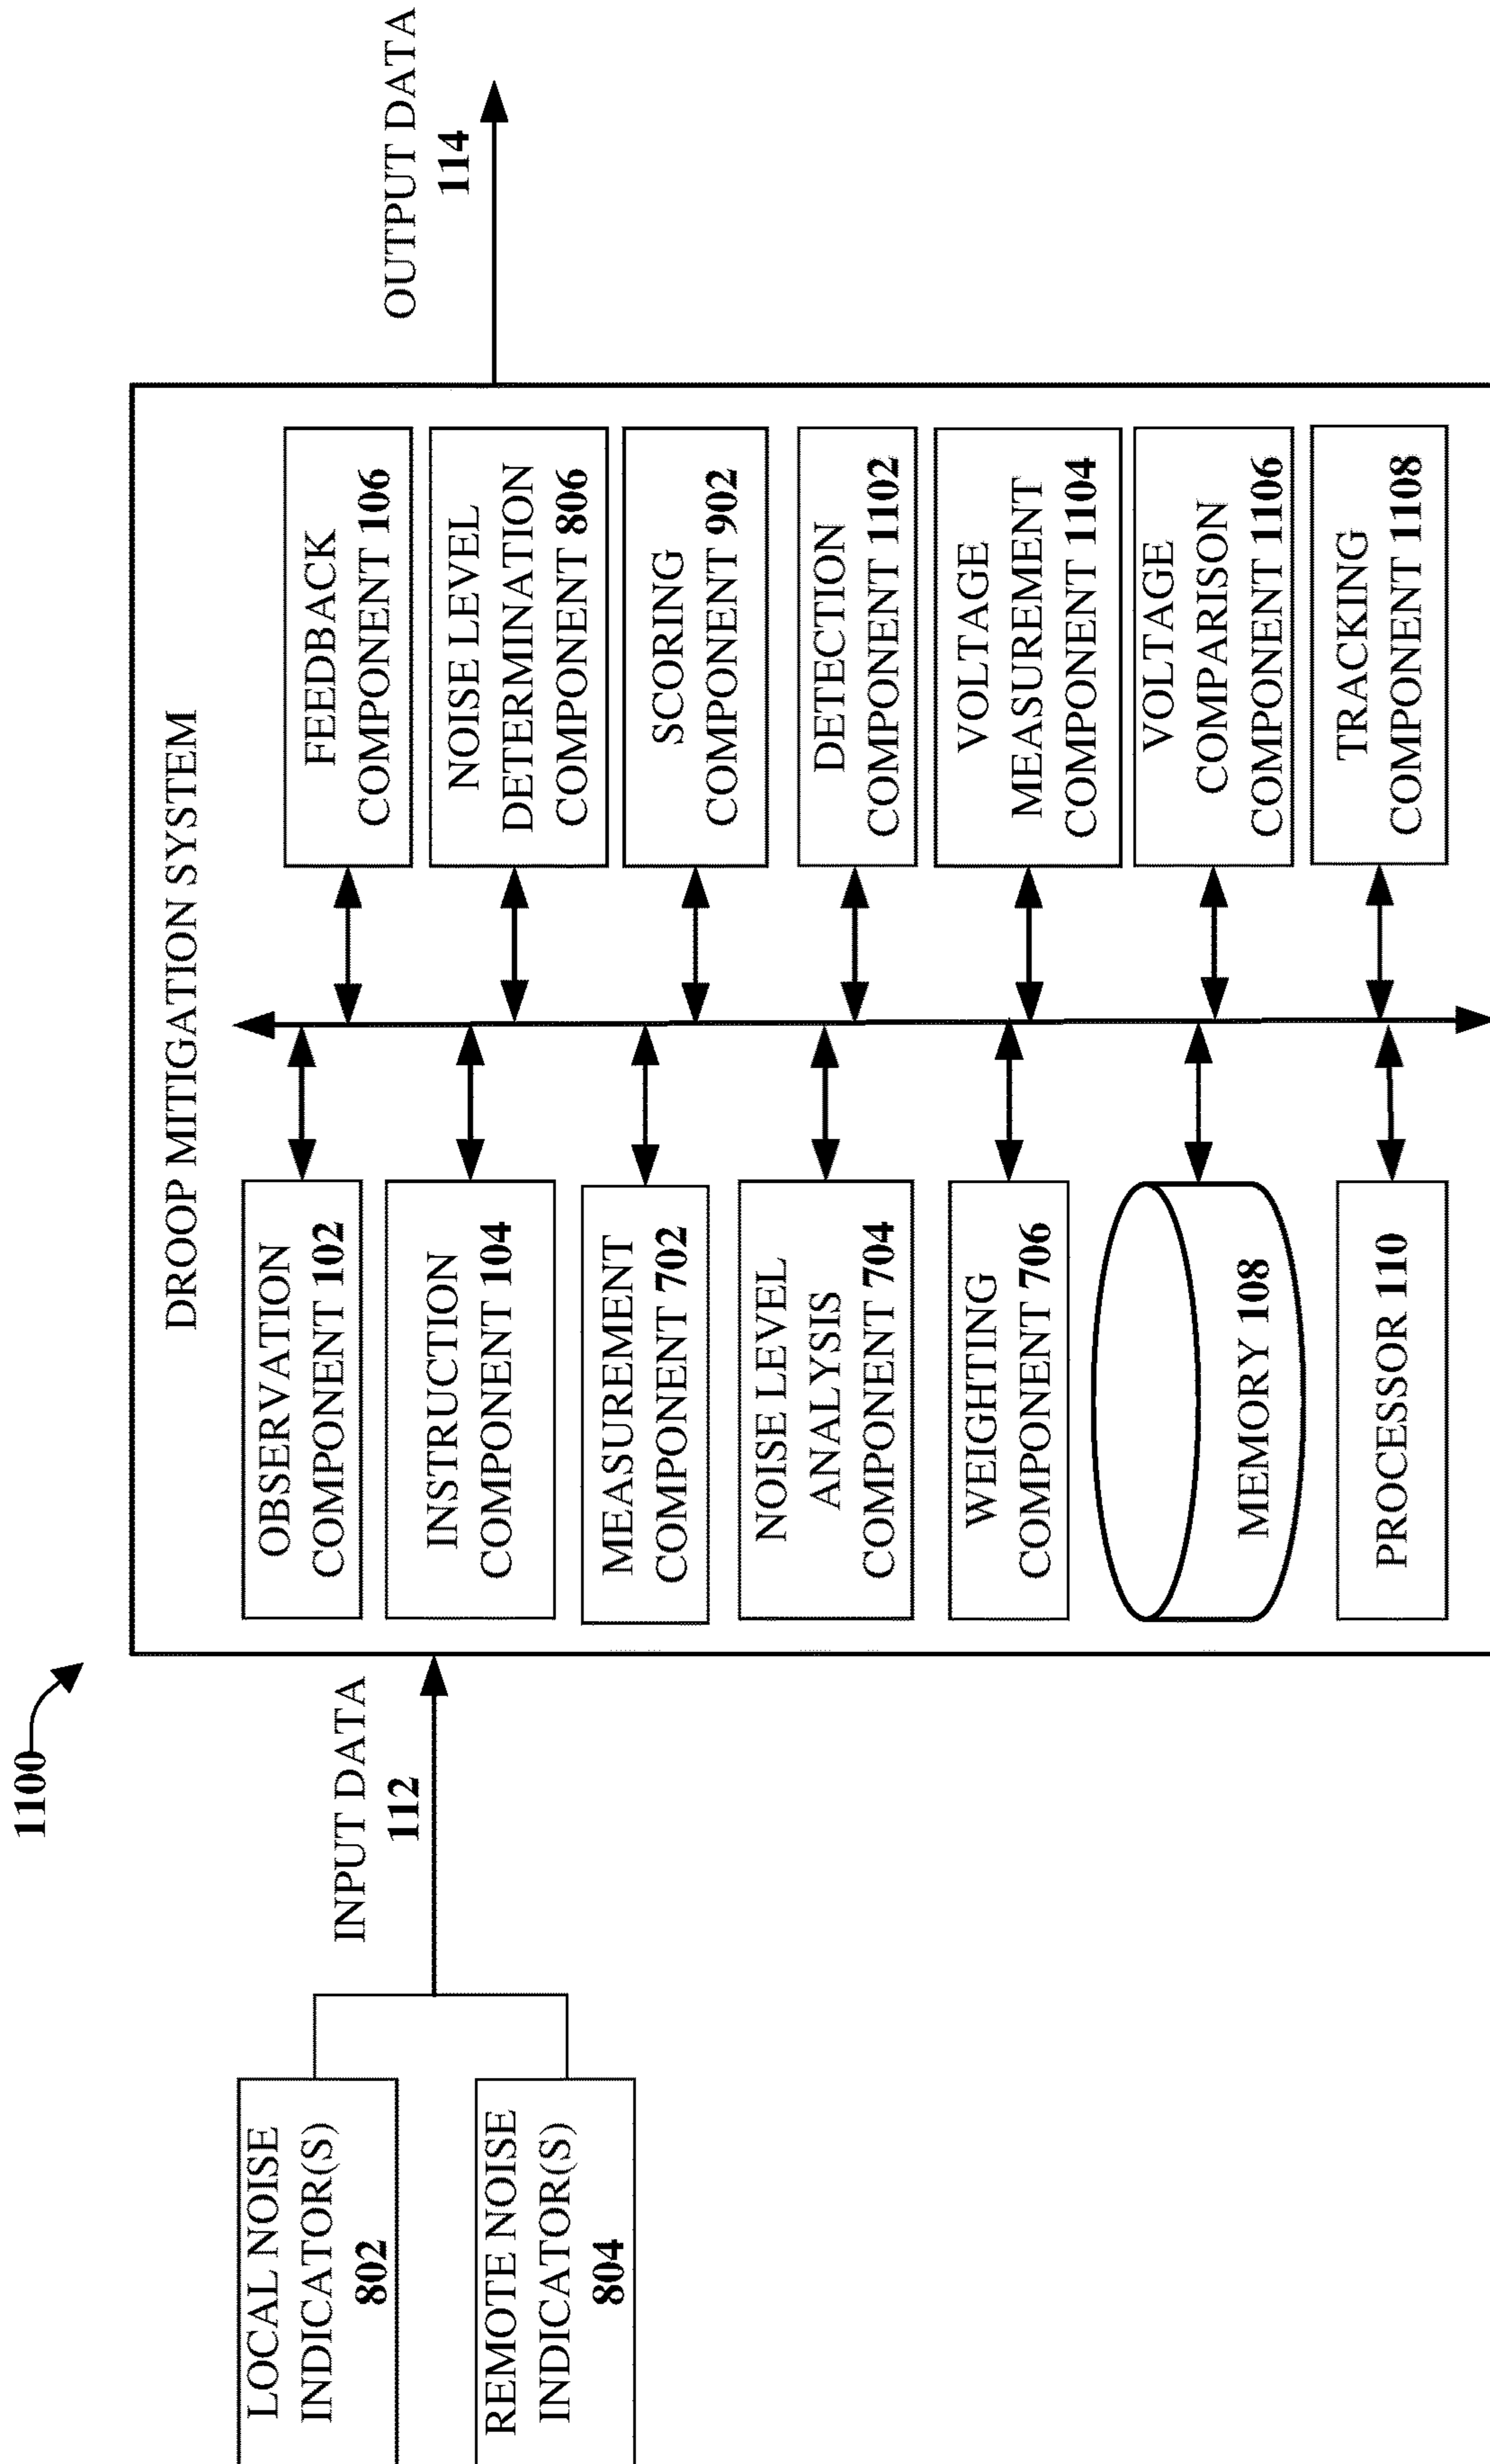 1100
DROOP MITIGATION SYSTEM
LOCAL NOISE
INDICATOR(S)
802
REMOTE NOISE
INDICATOR(S)
804
INPUT DATA
112
OBSERVATION
COMPONENT 102
INSTRUCTION
COMPONENT 104
MEASUREMENT
COMPONENT 702
NOISE LEVEL
ANALYSIS
COMPONENT 704
WEIGHTING
COMPONENT 706
MEMORY 108
PROCESSOR 110
FEEDBACK
COMPONENT 106
NOISE LEVEL
DETERMINATION
COMPONENT 806
SCORING
COMPONENT 902
DETECTION
COMPONENT 1102
VOLTAGE
MEASUREMENT
COMPONENT 1104
VOLTAGE
COMPARISON
COMPONENT 1106
TRACKING
COMPONENT 1108
OUTPUT DATA
114